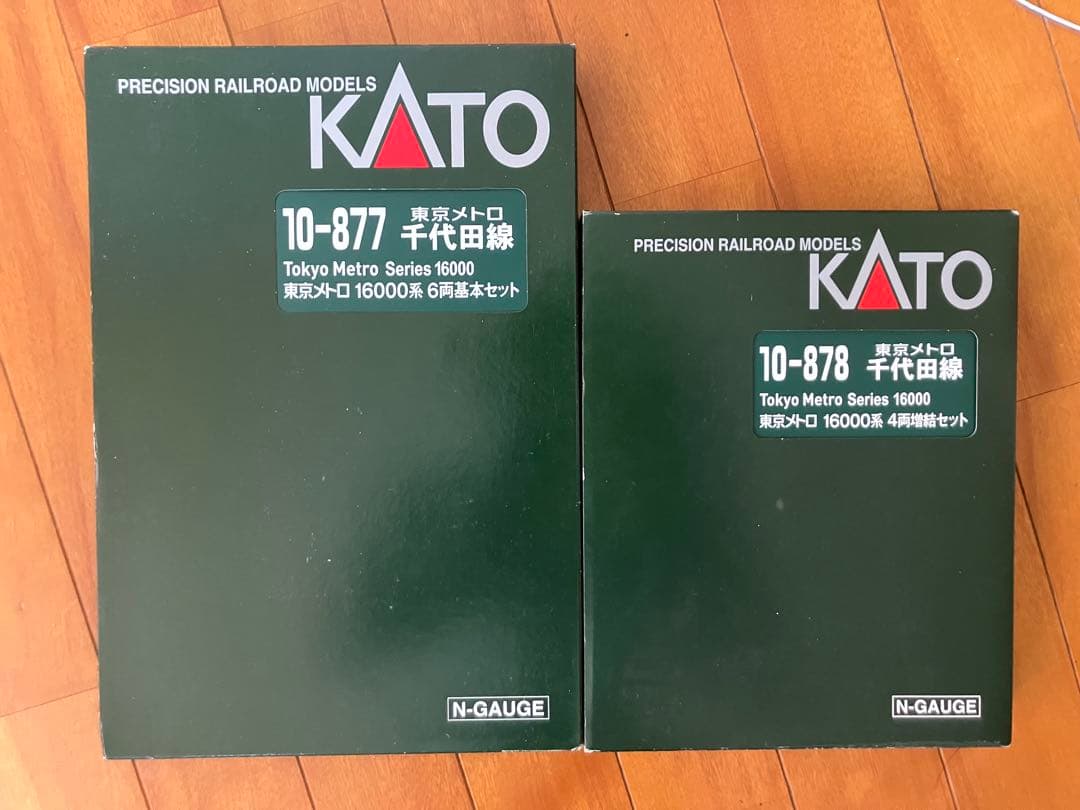 PRECISION RAILROAD MODELS
KATO
10-877 東京メトロ
千代田線
Tokyo Metro Series 16000
東京メトロ 16000系 6両基本セット
N-GAUGE
PRECISION RAILROAD MODELS
KATO
10-878 東京メトロ
千代田線
Tokyo Metro Series 16000
東京メトロ 16000系 4両増結セット
N-GAUGE